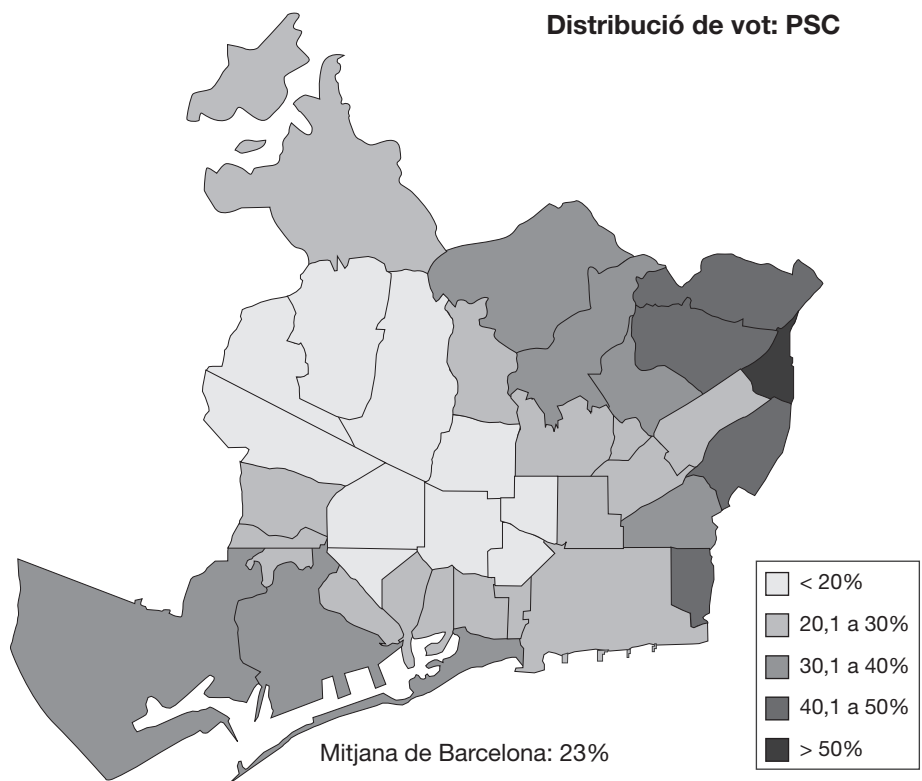 Distribució de vot: PSC
< 20%
20,1 a 30%
30,1 a 40%
40,1 a 50%
> 50%
Mitjana de Barcelona: 23%